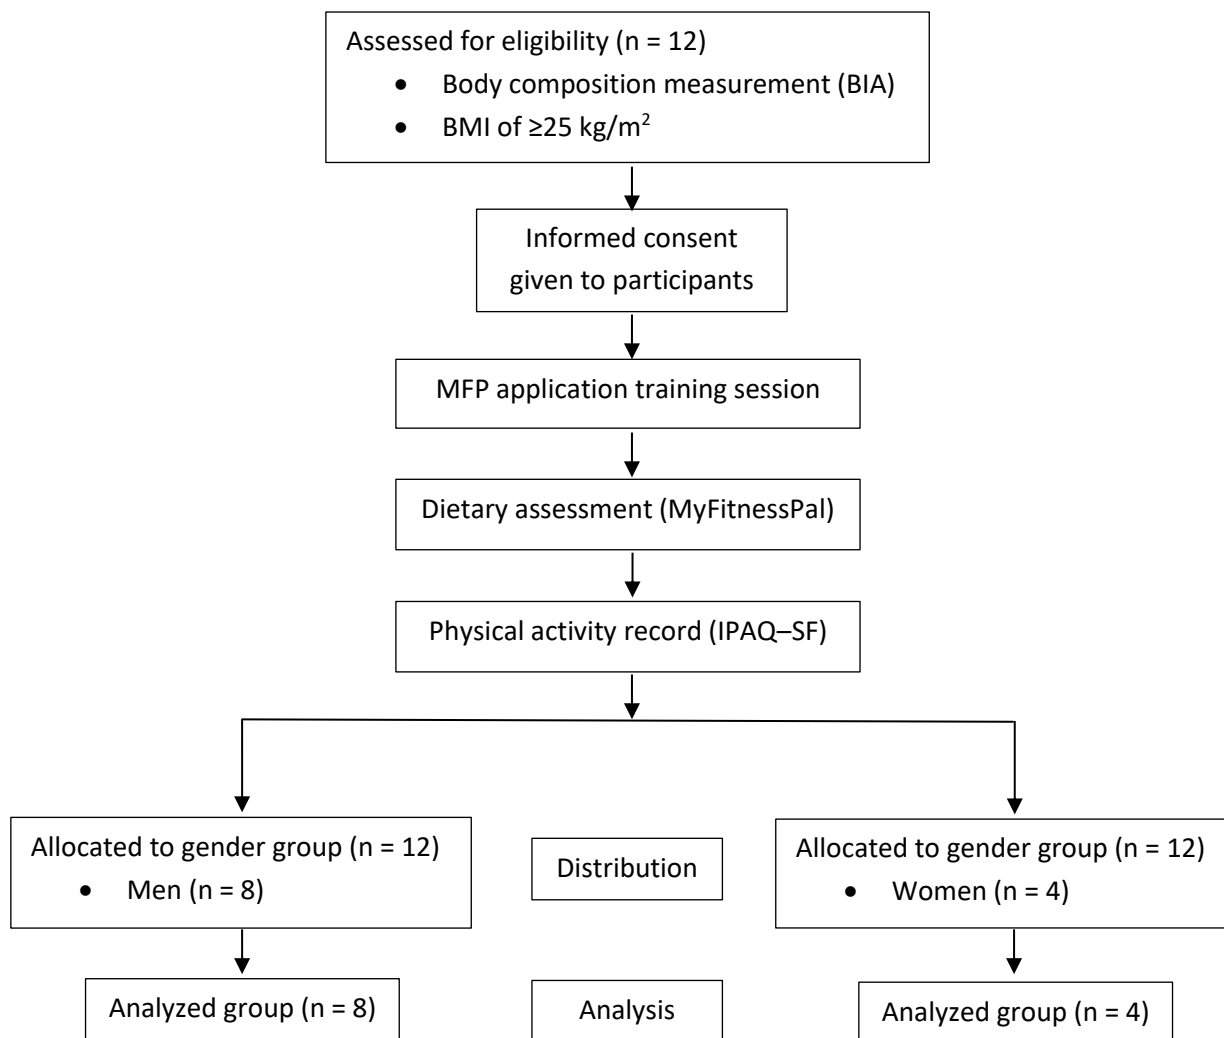 Assessed for eligibility (n = 12)
• Body composition measurement (BIA)
• BMI of ≥25 kg/m²
Informed consent
given to participants
MFP application training session
Dietary assessment (MyFitnessPal)
Physical activity record (IPAQ–SF)
Allocated to gender group (n = 12)
• Men (n = 8)
Distribution
Allocated to gender group (n = 12)
• Women (n = 4)
Analyzed group (n = 8)
Analysis
Analyzed group (n = 4)